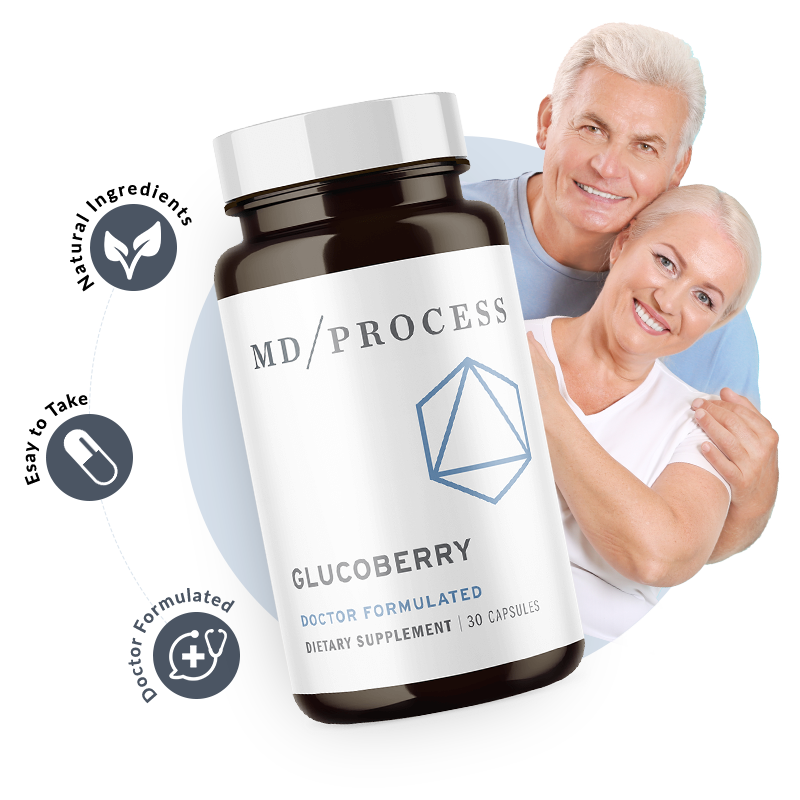 Natural Ingredients
Esay to Take
Doctor Formulated
MD/PROCESS
GLUCOBERRY
DOCTOR FORMULATED
DIETARY SUPPLEMENT | 30 CAPSULES